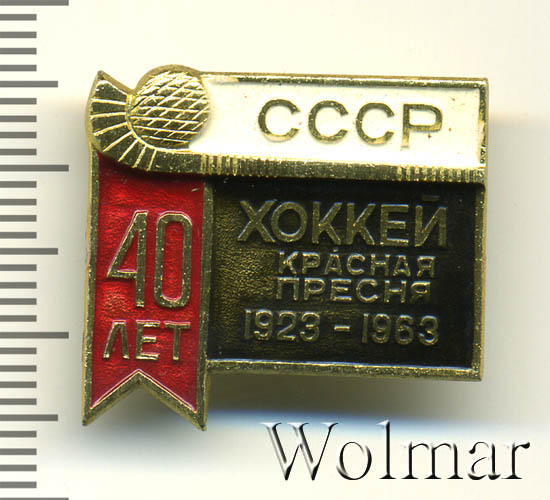 СССР
40
ЛЕТ
ХОККЕЙ
КРАСНАЯ
ПРЕСНЯ
1923-1963
Wolmar